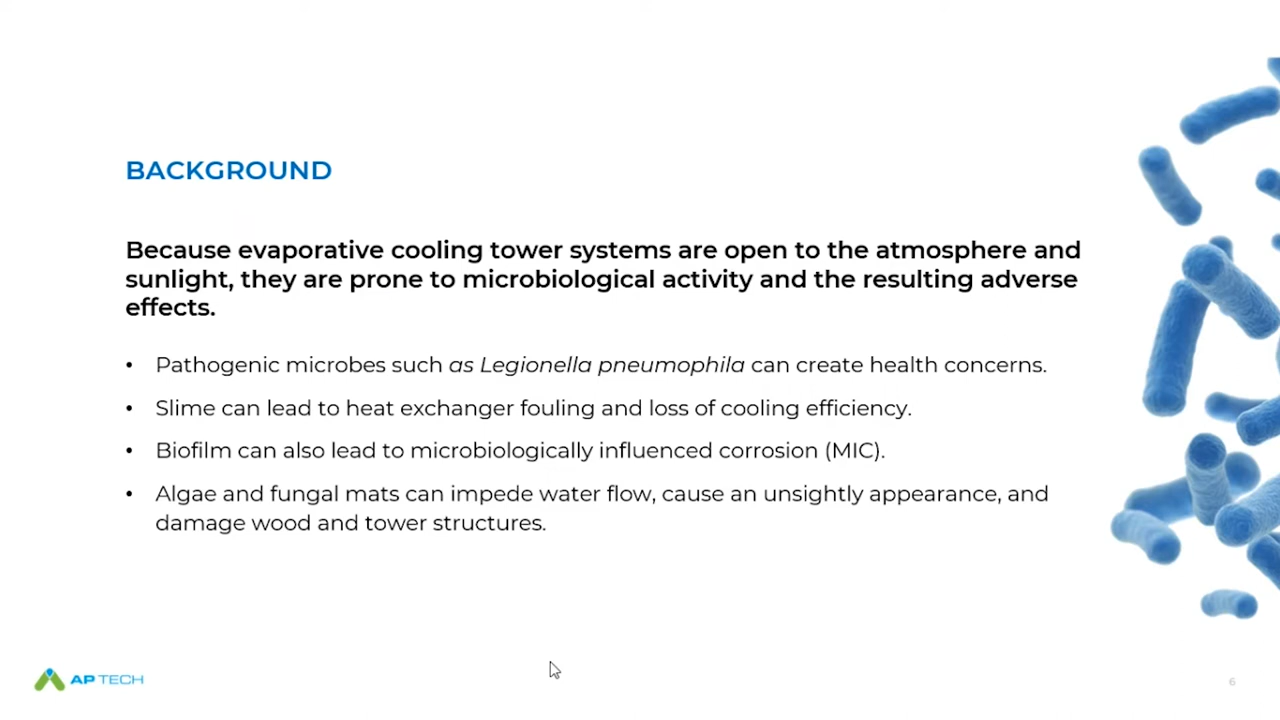 BACKGROUND
Because evaporative cooling tower systems are open to the atmosphere and
sunlight, they are prone to microbiological activity and the resulting adverse
effects.
• Pathogenic microbes such as Legionella pneumophila can create health concerns.
• Slime can lead to heat exchanger fouling and loss of cooling efficiency.
• Biofilm can also lead to microbiologically influenced corrosion (MIC).
• Algae and fungal mats can impede water flow, cause an unsightly appearance, and
damage wood and tower structures.
AP TECH
6